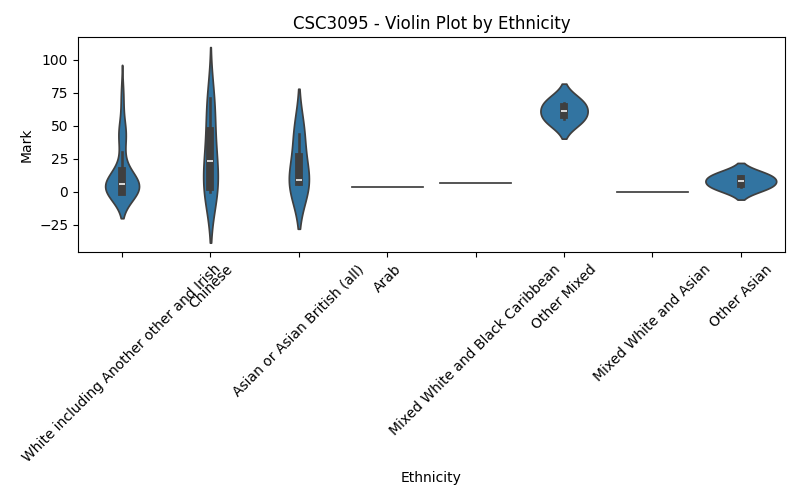 CSC3095 - Violin Plot by Ethnicity
Mark
100
75
50
25
0
−25
White including Another other and Irish
Chinese
Asian or Asian British (all)
Arab
Mixed White and Black Caribbean
Other Mixed
Mixed White and Asian
Other Asian
Ethnicity